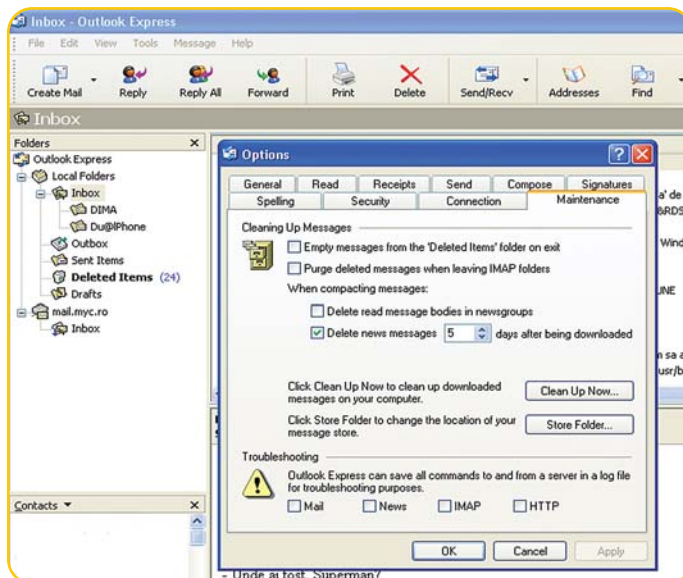 Inbox - Outlook Express
File Edit View Tools Message Help
Create Mail Reply Reply All Forward Print Delete Send/Recv Addresses Find
Inbox
Folders
Outlook Express
Local Folders
Inbox
DIMA
Du@lPhone
Outbox
Sent Items
Deleted Items (24)
Drafts
mail.myc.ro
Inbox
Contacts
Options
General Read Receipts Send Compose Signatures
Spelling Security Connection Maintenance
Cleaning Up Messages
Empty messages from the 'Deleted Items' folder on exit
Purge deleted messages when leaving IMAP folders
When compacting messages:
Delete read message bodies in newsgroups
Delete news messages 5 days after being downloaded
Click Clean Up Now to clean up downloaded
messages on your computer.
Clean Up Now...
Click Store Folder to change the location of your
message store.
Store Folder...
Troubleshooting
Outlook Express can save all commands to and from a server in a log file
for troubleshooting purposes.
Mail News IMAP HTTP
OK Cancel Apply
- Unde ai fost, Superman?